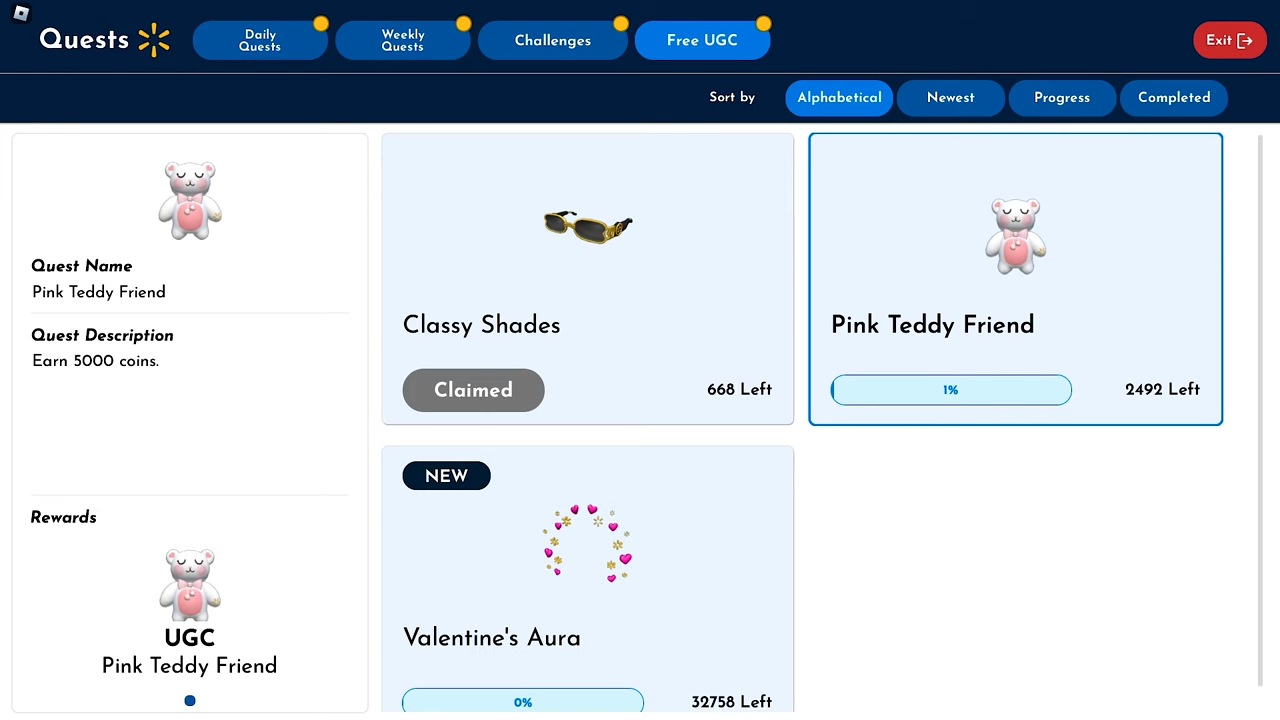 Quests
Daily
Quests
Weekly
Quests
Challenges
Free UGC
Exit
Sort by
Alphabetical
Newest
Progress
Completed
Quest Name
Pink Teddy Friend
Quest Description
Earn 5000 coins.
Rewards
UGC
Pink Teddy Friend
Classy Shades
Claimed
668 Left
Pink Teddy Friend
1%
2492 Left
NEW
Valentine's Aura
0%
32758 Left